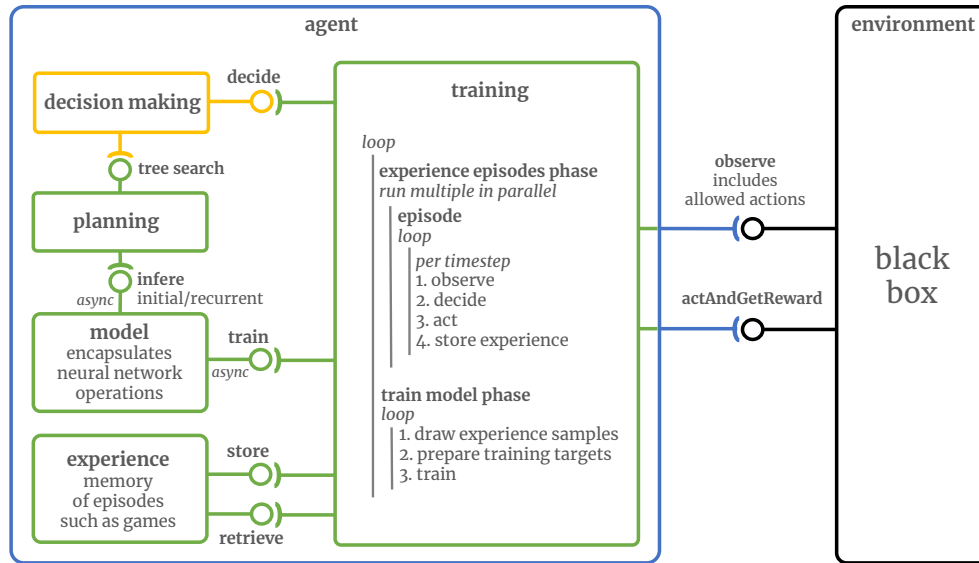 agent
environment
decide
decision making
training
tree search
loop
experience episodes phase
run multiple in parallel
observe
includes
allowed actions
episode
loop
planning
per timestep
1. observe
2. decide
3. act
4. store experience
infere
async
initial/recurrent
black
box
actAndGetReward
model
encapsulates
neural network
operations
train
async
train model phase
loop
1. draw experience samples
2. prepare training targets
3. train
experience
memory
of episodes
such as games
store
retrieve